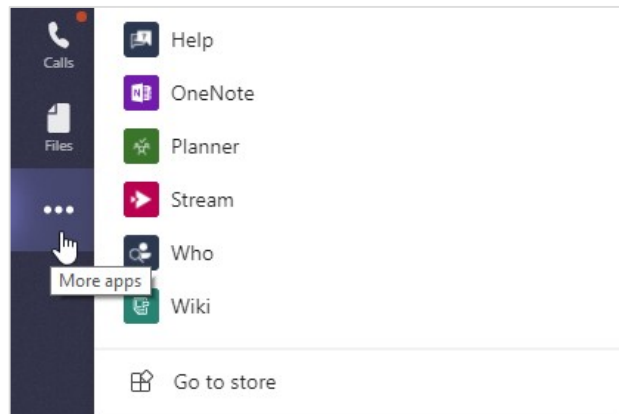 Calls
Files
More apps
Help
OneNote
Planner
Stream
Who
Wiki
Go to store